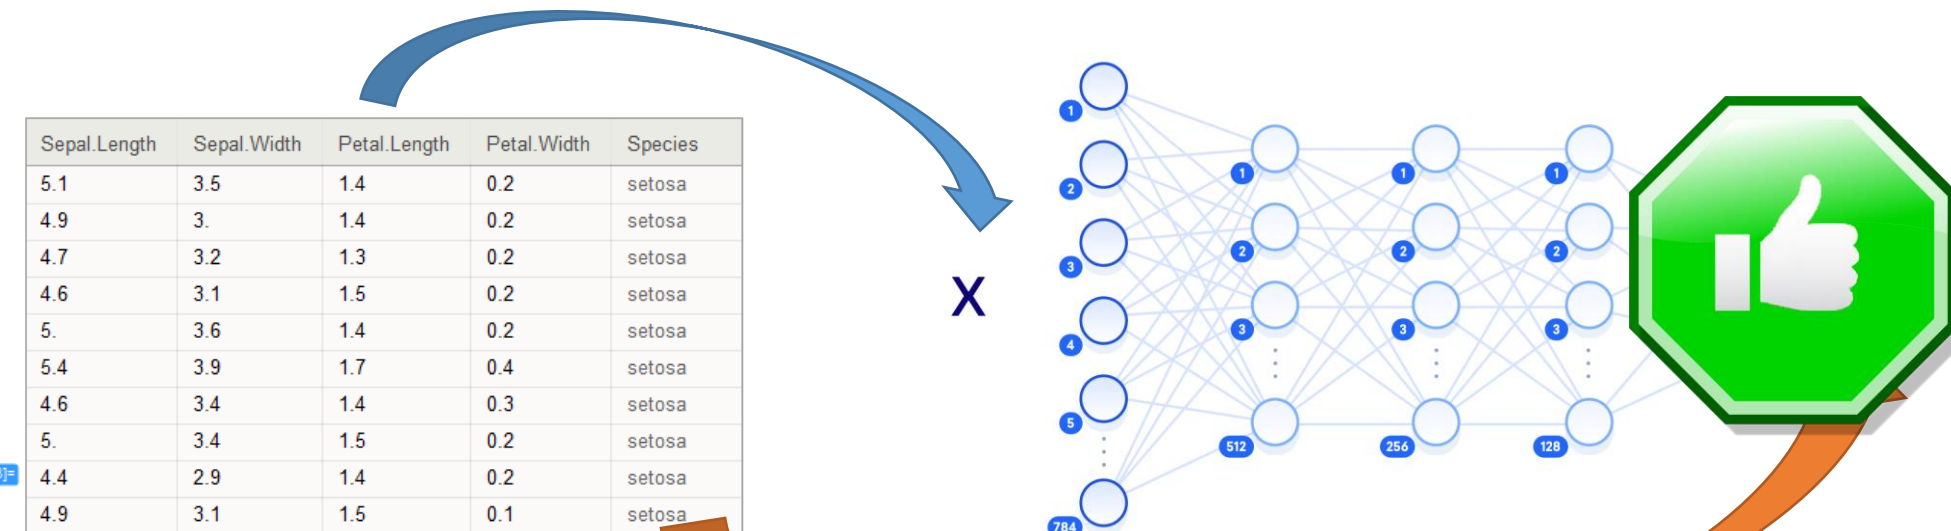 Sepal.Length Sepal.Width Petal.Length Petal.Width Species
5.1 3.5 1.4 0.2 setosa
4.9 3. 1.4 0.2 setosa
4.7 3.2 1.3 0.2 setosa
4.6 3.1 1.5 0.2 setosa
5. 3.6 1.4 0.2 setosa
5.4 3.9 1.7 0.4 setosa
4.6 3.4 1.4 0.3 setosa
5. 3.4 1.5 0.2 setosa
4.4 2.9 1.4 0.2 setosa
4.9 3.1 1.5 0.1 setosa
X
1
2
3
4
5
784
1
2
3
512
1
2
3
256
1
2
3
128